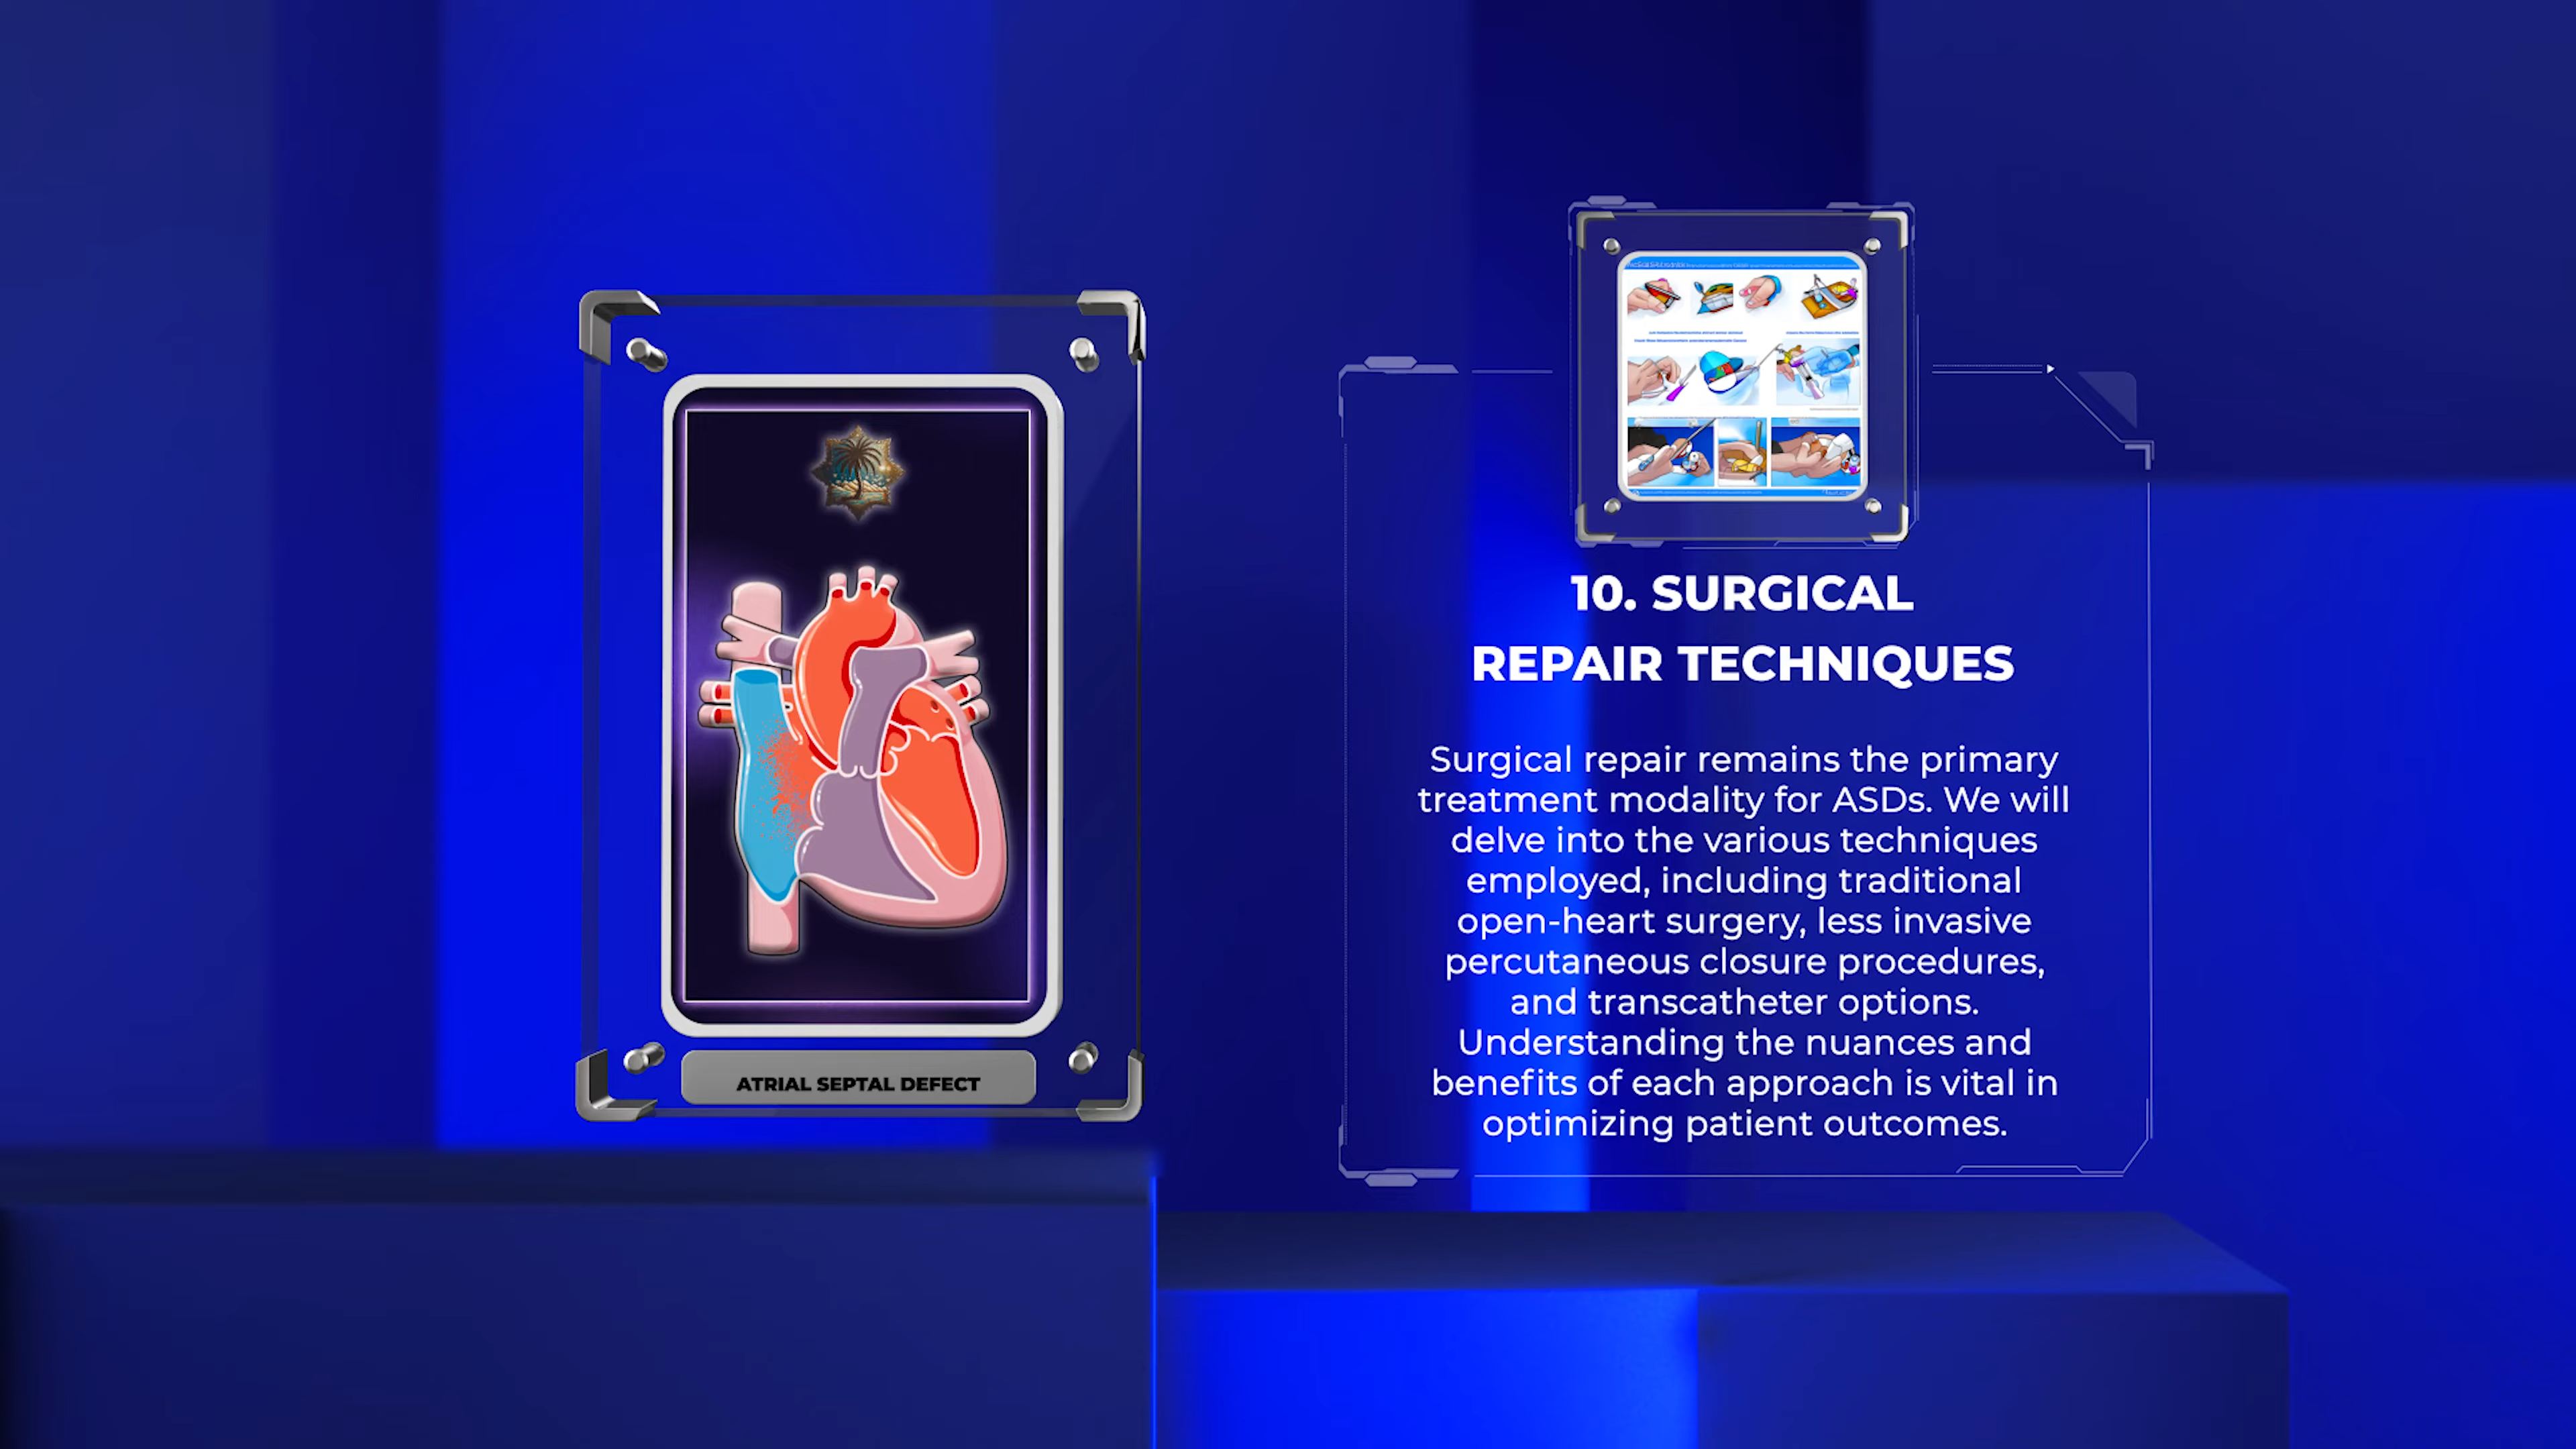 ATRIAL SEPTAL DEFECT
10. SURGICAL
REPAIR TECHNIQUES
Surgical repair remains the primary
treatment modality for ASDs. We will
delve into the various techniques
employed, including traditional
open-heart surgery, less invasive
percutaneous closure procedures,
and transcatheter options.
Understanding the nuances and
benefits of each approach is vital in
optimizing patient outcomes.